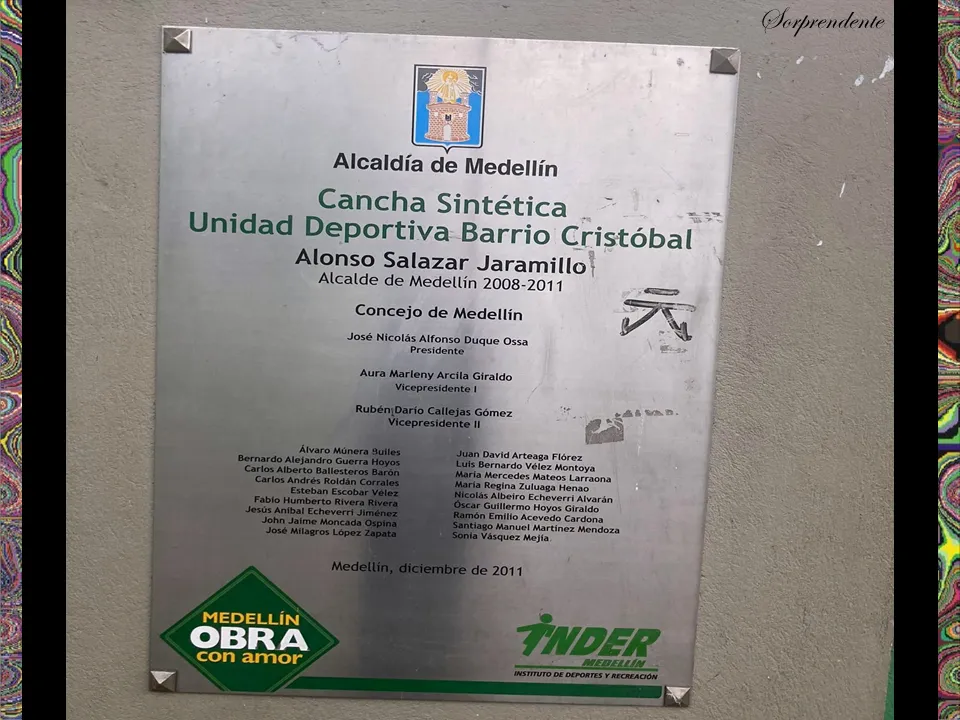 Sorprendente
Alcaldía de Medellín
Cancha Sintética
Unidad Deportiva Barrio Cristóbal
Alonso Salazar Jaramillo
Alcalde de Medellín 2008-2011
Concejo de Medellín
José Nicolás Alfonso Duque Ossa
Presidente
Aura Marleny Arcila Giraldo
Vicepresidente I
Rubén Darío Callejas Gómez
Vicepresidente II
Álvaro Múnera Builes
Bernardo Alejandro Guerra Hoyos
Carlos Alberto Ballesteros Barón
Carlos Andrés Roldán Corrales
Esteban Escobar Vélez
Fabio Humberto Rivera Rivera
Jesús Aníbal Echeverri Jiménez
John Jaime Moncada Ospina
José Milagros López Zapata
Juan David Arteaga Flórez
Luis Bernardo Vélez Montoya
María Mercedes Mateos Larraona
María Regina Zuluaga Henao
Nicolás Albeiro Echeverri Alvarán
Óscar Guillermo Hoyos Giraldo
Ramón Emilio Acevedo Cardona
Santiago Manuel Martínez Mendoza
Sonia Vásquez Mejía
Medellín, diciembre de 2011
MEDELLÍN
OBRA
con amor
INDER
MEDELLÍN
INSTITUTO DE DEPORTES Y RECREACIÓN